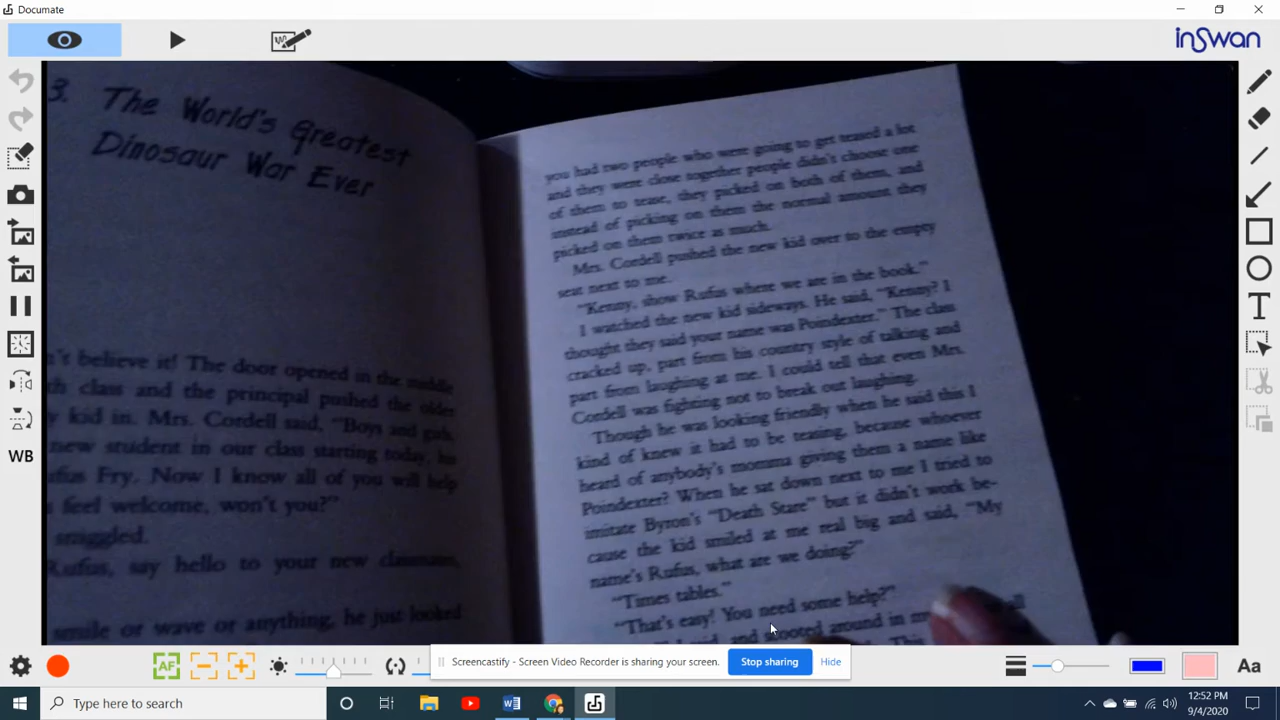 Documate
inSwan
3. The World's Greatest
Dinosaur War Ever
n't believe it! The door opened in the middle
th class and the principal pushed the older
y kid in. Mrs. Cordell said, "Boys and girls,
new student in our class starting today, his
ufus Fry. Now I know all of you will help
feel welcome, won't you?"
sniggled.
Rufus, say hello to your new classmates,
smile or wave or anything, he just looked
you had two people who were going to get teased a lot
and they were close together people didn't choose one
of them to tease, they picked on both of them, and
instead of picking on them the normal amount they
picked on them twice as much.
Mrs. Cordell pushed the new kid over to the empty
seat next to me.
"Kenny, show Rufus where we are in the book."
I watched the new kid sideways. He said, "Kenny? I
thought they said your name was Poindexter." The class
cracked up, part from his country style of talking and
part from laughing at me. I could tell that even Mrs.
Cordell was fighting not to break out laughing.
Though he was looking friendly when he said this I
kind of knew it had to be teasing, because whoever
heard of anybody's momma giving them a name like
Poindexter? When he sat down next to me I tried to
imitate Byron's "Death Stare" but it didn't work be-
cause the kid smiled at me real big and said, "My
name's Rufus, what are we doing?"
"Times tables."
"That's easy! You need some help?"
I said, and scooted around in
This
WB
T
AF
Screencastify - Screen Video Recorder is sharing your screen.
Stop sharing
Hide
Aa
Type here to search
12:52 PM
9/4/2020